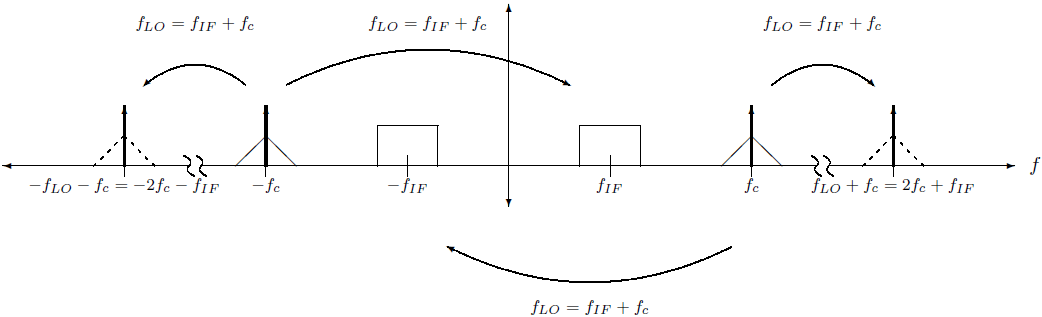 f_{LO} = f_{IF} + f_c
f_{LO} = f_{IF} + f_c
f_{LO} = f_{IF} + f_c
f
-f_{LO} - f_c = -2f_c - f_{IF}
-f_c
-f_{IF}
f_{IF}
f_c
f_{LO} + f_c = 2f_c + f_{IF}
f_{LO} = f_{IF} + f_c